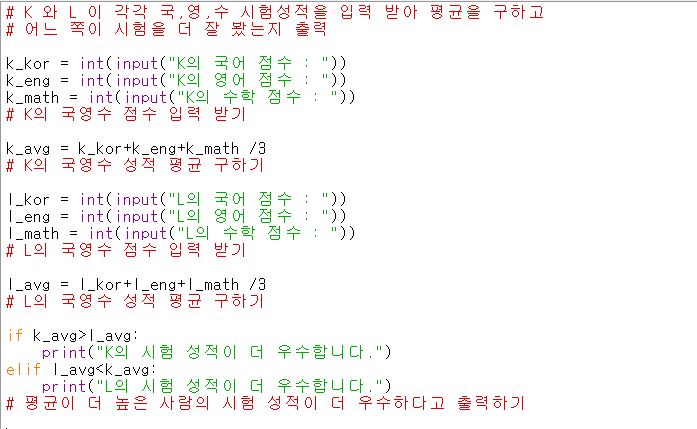 # K 와 L 이 각각 국,영,수 시험성적을 입력 받아 평균을 구하고
# 어느 쪽이 시험을 더 잘 봤는지 출력
k_kor = int(input("K의 국어 점수 : "))
k_eng = int(input("K의 영어 점수 : "))
k_math = int(input("K의 수학 점수 : "))
# K의 국영수 점수 입력 받기
k_avg = k_kor+k_eng+k_math /3
# K의 국영수 성적 평균 구하기
l_kor = int(input("L의 국어 점수 : "))
l_eng = int(input("L의 영어 점수 : "))
l_math = int(input("L의 수학 점수 : "))
# L의 국영수 점수 입력 받기
l_avg = l_kor+l_eng+l_math /3
# L의 국영수 성적 평균 구하기
if k_avg>l_avg:
    print("K의 시험 성적이 더 우수합니다.")
elif l_avg<k_avg:
    print("L의 시험 성적이 더 우수합니다.")
# 평균이 더 높은 사람의 시험 성적이 더 우수하다고 출력하기